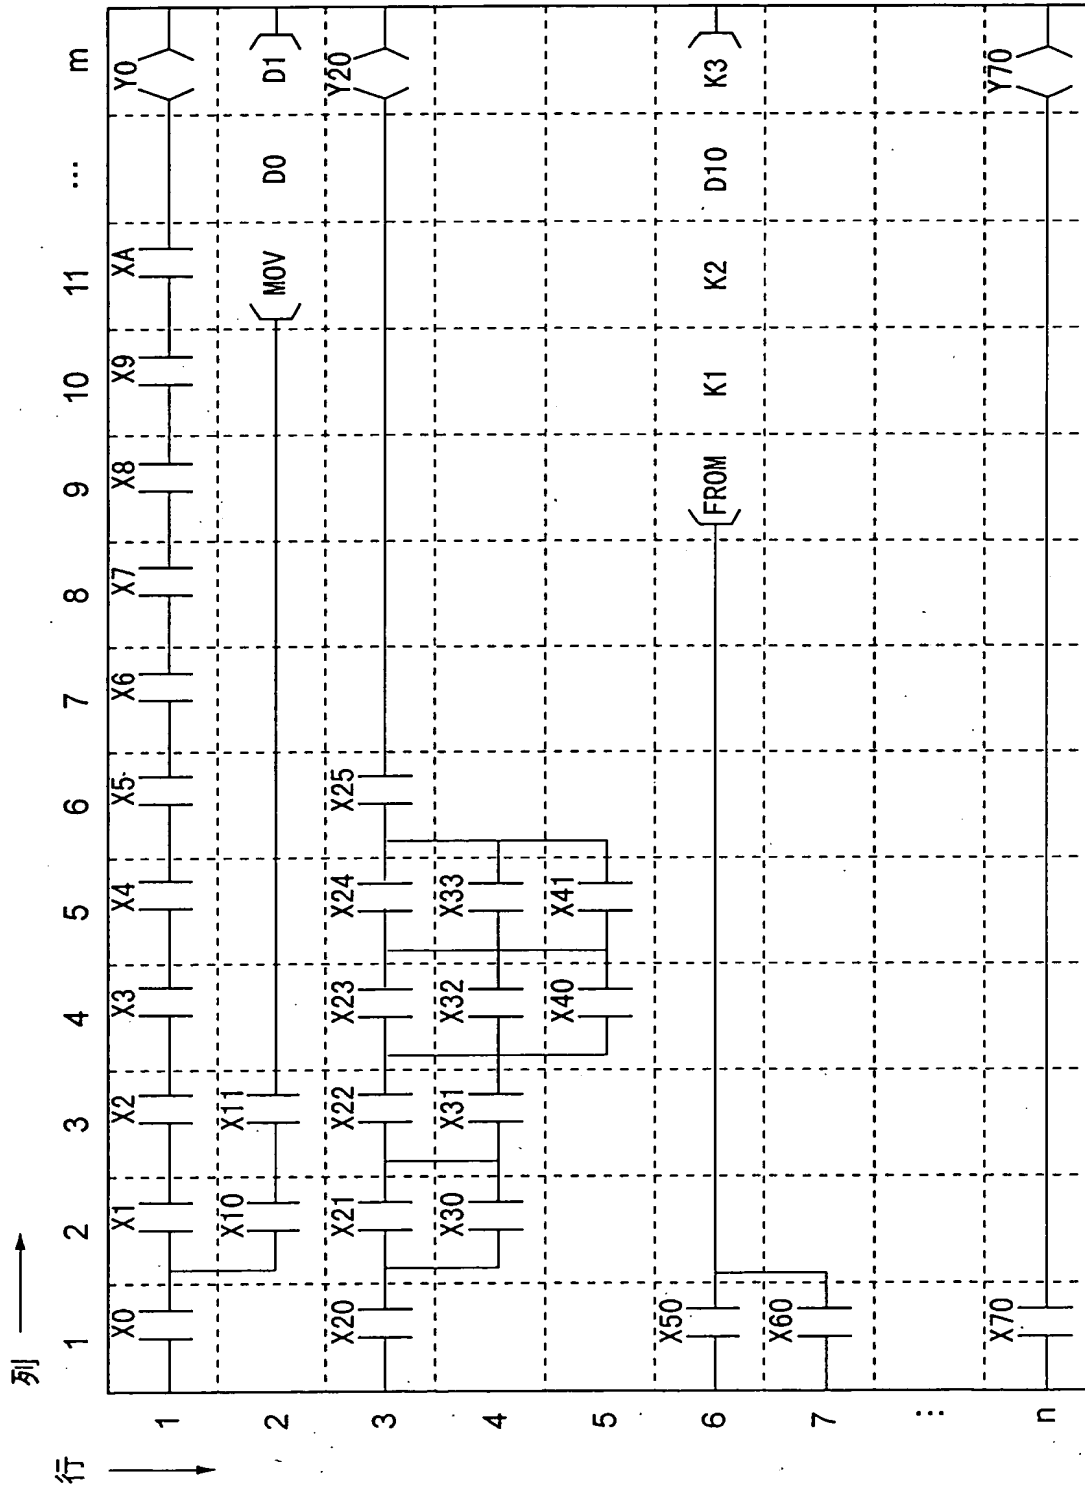 列
1 2 3 4 5 6 7 8 9 10 11 ... m
行
1 X0 X1 X2 X3 X4 X5 X6 X7 X8 X9 XA Y0
2 X10 X11 MOV D0 D1
3 X20 X21 X22 X23 X24 X25 Y20
4 X30 X31 X32 X33
5 X40 X41
6 X50 FROM K1 K2 D10 K3
7 X60
...
n X70 Y70